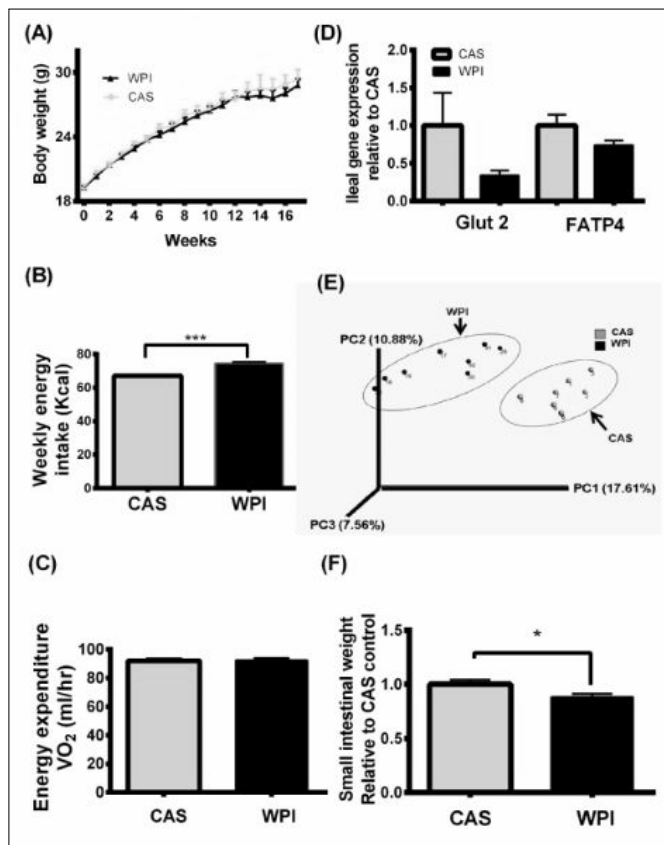 (A)
Body weight (g)
30
24
18
WPI
CAS
0 2 4 6 8 10 12 14 16
Weeks
(B)
Weekly energy
intake (Kcal)
80
60
40
20
0
***
CAS WPI
(C)
Energy expenditure
VO2 (ml/hr)
100
80
60
40
20
0
CAS WPI
(D)
Ileal gene expression
relative to CAS
2.0
1.5
1.0
0.5
0.0
CAS
WPI
Glut 2 FATP4
(E)
WPI
CAS
WPI
PC2 (10.88%)
CAS
PC1 (17.61%)
PC3 (7.56%)
(F)
Small intestinal weight
Relative to CAS control
1.5
1.0
0.5
0.0
*
CAS WPI